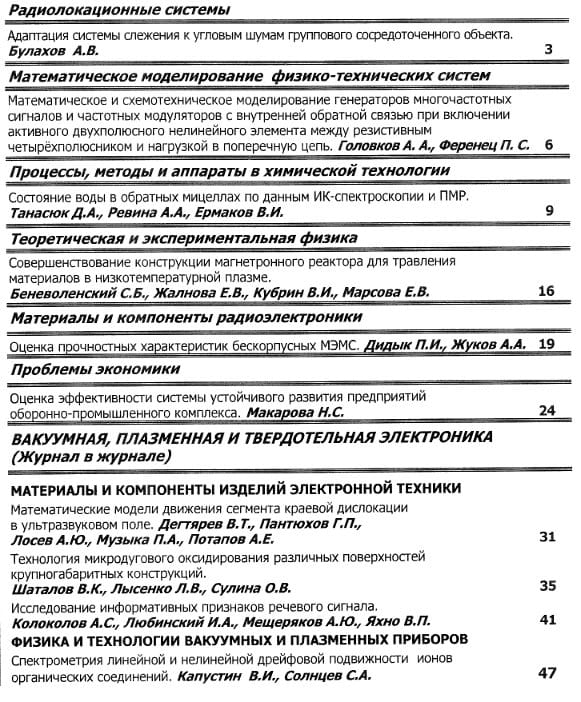 Радиолокационные системы
Адаптация системы слежения к угловым шумам группового сосредоточенного объекта.
Булахов А.В. 3
Математическое моделирование физико-технических систем
Математическое и схемотехническое моделирование генераторов многочастотных
сигналов и частотных модуляторов с внутренней обратной связью при включении
активного двухполюсного нелинейного элемента между резистивным
четырёхполюсником и нагрузкой в поперечную цепь. Головков А. А., Ференец П. С. 6
Процессы, методы и аппараты в химической технологии
Состояние воды в обратных мицеллах по данным ИК-спектроскопии и ПМР.
Танасюк Д.А., Ревина А.А., Ермаков В.И. 9
Теоретическая и экспериментальная физика
Совершенствование конструкции магнетронного реактора для травления
материалов в низкотемпературной плазме.
Беневоленский С.Б., Жалнова Е.В., Кубрин В.И., Марсова Е.В. 16
Материалы и компоненты радиоэлектроники
Оценка прочностных характеристик бескорпусных МЭМС. Дидык П.И., Жуков А.А. 19
Проблемы экономики
Оценка эффективности системы устойчивого развития предприятий
оборонно-промышленного комплекса. Макарова Н.С. 24
ВАКУУМНАЯ, ПЛАЗМЕННАЯ И ТВЕРДОТЕЛЬНАЯ ЭЛЕКТРОНИКА
(Журнал в журнале)
МАТЕРИАЛЫ И КОМПОНЕНТЫ ИЗДЕЛИЙ ЭЛЕКТРОННОЙ ТЕХНИКИ
Математические модели движения сегмента краевой дислокации
в ультразвуковом поле. Дегтярев В.Т., Пантюхов Г.П.,
Лосев А.Ю., Музыка П.А., Потапов А.Е. 31
Технология микродугового оксидирования различных поверхностей
крупногабаритных конструкций.
Шаталов В.К., Лысенко Л.В., Сулина О.В. 35
Исследование информативных признаков речевого сигнала.
Колоколов А.С., Любинский И.А., Мещеряков А.Ю., Яхно В.П. 41
ФИЗИКА И ТЕХНОЛОГИИ ВАКУУМНЫХ И ПЛАЗМЕННЫХ ПРИБОРОВ
Спектрометрия линейной и нелинейной дрейфовой подвижности ионов
органических соединений. Капустин В.И., Солнцев С.А. 47